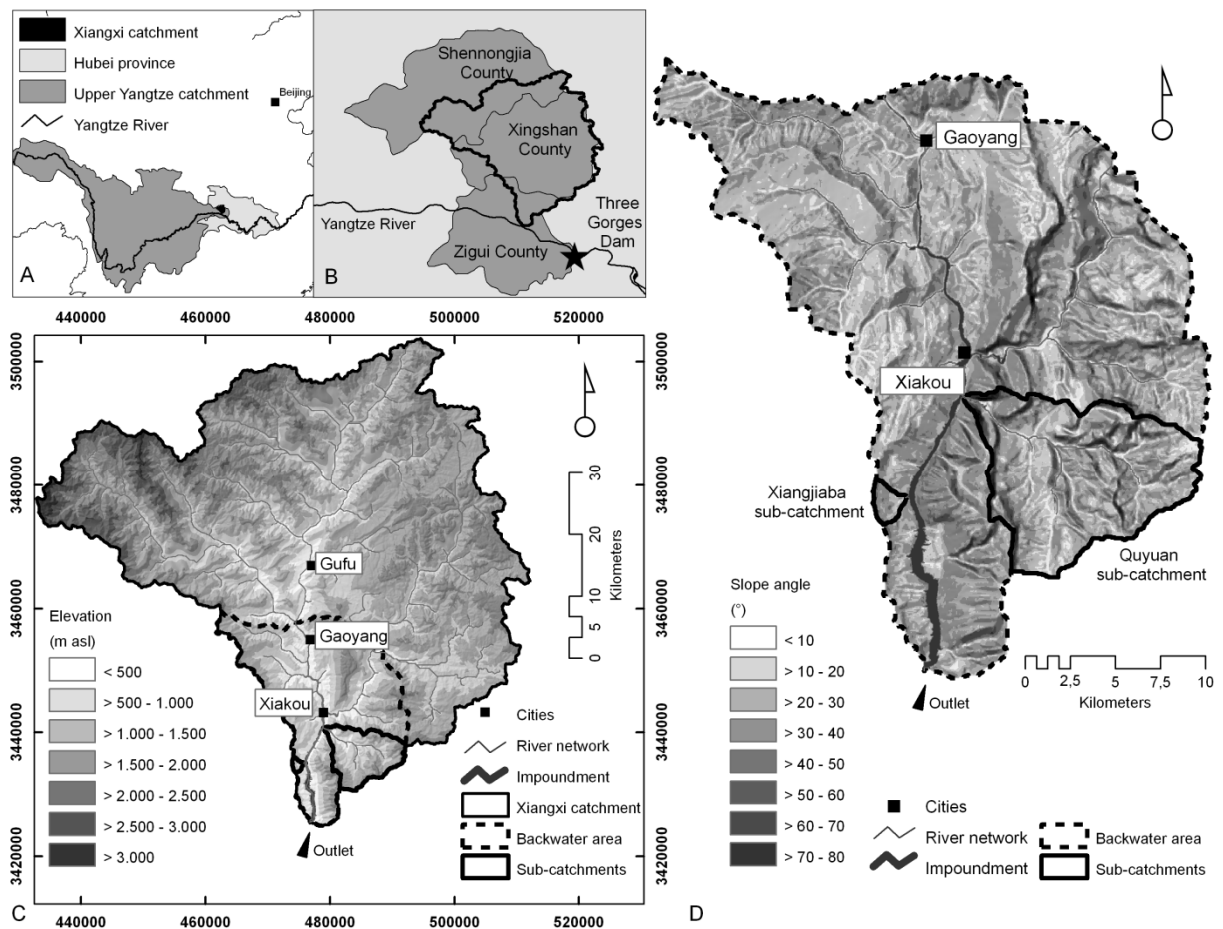 Xiangxi catchment
Hubei province
Upper Yangtze catchment
Yangtze River
Beijing
A
Shennongjia
County
Xingshan
County
Yangtze River
Three
Gorges
Dam
Zigui County
B
440000 460000 480000 500000 520000
3500000
3480000
3460000
3440000
3420000
Gufu
Gaoyang
Xiakou
Outlet
30
20
10
5
0
Kilometers
Elevation
(m asl)
< 500
> 500 - 1.000
> 1.000 - 1.500
> 1.500 - 2.000
> 2.000 - 2.500
> 2.500 - 3.000
> 3.000
Cities
River network
Impoundment
Xiangxi catchment
Backwater area
Sub-catchments
C
440000 460000 480000 500000 520000
Gaoyang
Xiakou
Xiangjiaba
sub-catchment
Quyuan
sub-catchment
Outlet
Slope angle
(°)
< 10
> 10 - 20
> 20 - 30
> 30 - 40
> 40 - 50
> 50 - 60
> 60 - 70
> 70 - 80
0 2,5 5 7,5 10
Kilometers
Cities
River network
Impoundment
Backwater area
Sub-catchments
D